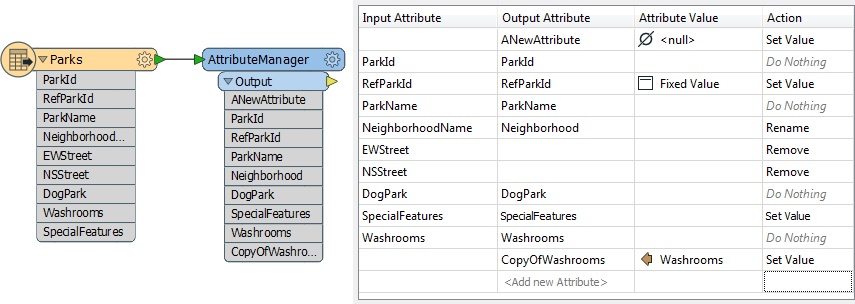 Parks
ParkId
RefParkId
ParkName
Neighborhood...
EWStreet
NSStreet
DogPark
Washrooms
SpecialFeatures
AttributeManager
Output
ANewAttribute
ParkId
RefParkId
ParkName
Neighborhood
DogPark
SpecialFeatures
Washrooms
CopyOfWashro...
Input Attribute Output Attribute Attribute Value Action
ANewAttribute <null> Set Value
ParkId ParkId Do Nothing
RefParkId RefParkId Fixed Value Set Value
ParkName ParkName Do Nothing
NeighborhoodName Neighborhood Rename
EWStreet Remove
NSStreet Remove
DogPark DogPark Do Nothing
SpecialFeatures SpecialFeatures Set Value
Washrooms Washrooms Do Nothing
CopyOfWashrooms Washrooms Set Value
<Add new Attribute>